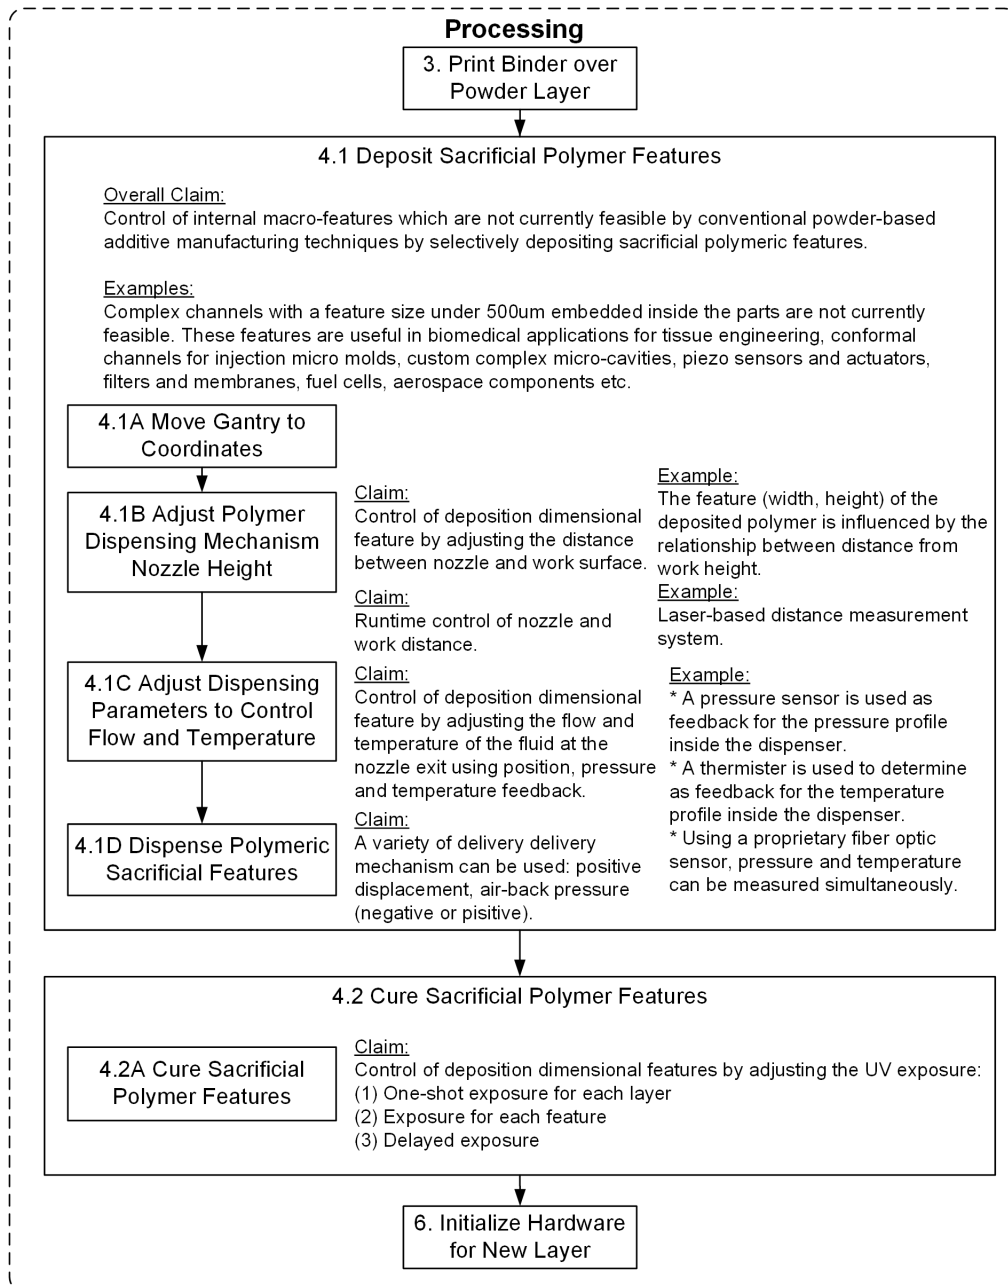 Processing
3. Print Binder over
Powder Layer
4.1 Deposit Sacrificial Polymer Features
Overall Claim:
Control of internal macro-features which are not currently feasible by conventional powder-based
additive manufacturing techniques by selectively depositing sacrificial polymeric features.
Examples:
Complex channels with a feature size under 500um embedded inside the parts are not currently
feasible. These features are useful in biomedical applications for tissue engineering, conformal
channels for injection micro molds, custom complex micro-cavities, piezo sensors and actuators,
filters and membranes, fuel cells, aerospace components etc.
4.1A Move Gantry to
Coordinates
4.1B Adjust Polymer
Dispensing Mechanism
Nozzle Height
Claim:
Control of deposition dimensional
feature by adjusting the distance
between nozzle and work surface.
Example:
The feature (width, height) of the
deposited polymer is influenced by the
relationship between distance from
work height.
Claim:
Runtime control of nozzle and
work distance.
Example:
Laser-based distance measurement
system.
4.1C Adjust Dispensing
Parameters to Control
Flow and Temperature
Claim:
Control of deposition dimensional
feature by adjusting the flow and
temperature of the fluid at the
nozzle exit using position, pressure
and temperature feedback.
Example:
* A pressure sensor is used as
feedback for the pressure profile
inside the dispenser.
* A thermister is used to determine
as feedback for the temperature
profile inside the dispenser.
* Using a proprietary fiber optic
sensor, pressure and temperature
can be measured simultaneously.
4.1D Dispense Polymeric
Sacrificial Features
Claim:
A variety of delivery delivery
mechanism can be used: positive
displacement, air-back pressure
(negative or pisitive).
4.2 Cure Sacrificial Polymer Features
4.2A Cure Sacrificial
Polymer Features
Claim:
Control of deposition dimensional features by adjusting the UV exposure:
(1) One-shot exposure for each layer
(2) Exposure for each feature
(3) Delayed exposure
6. Initialize Hardware
for New Layer